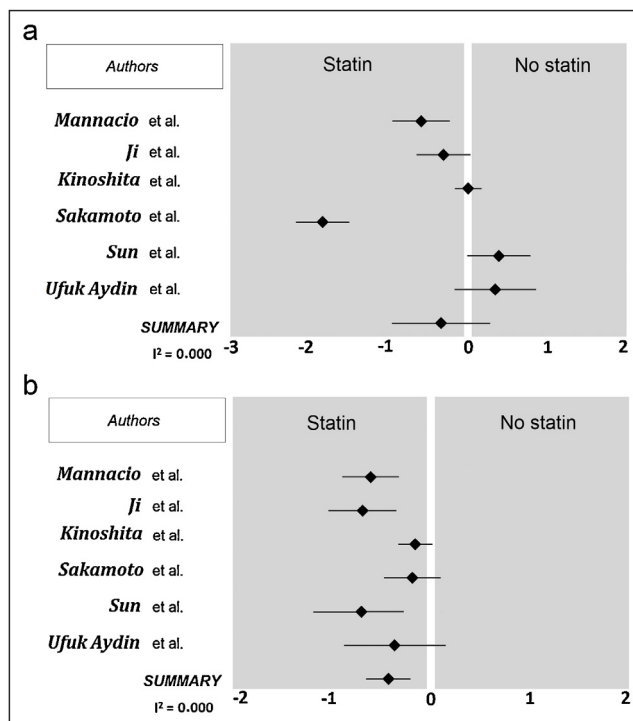 a
Authors Statin No statin
Mannacio et al.
Ji et al.
Kinoshita et al.
Sakamoto et al.
Sun et al.
Ufuk Aydin et al.
SUMMARY
I² = 0.000 -3 -2 -1 0 1 2
b
Authors Statin No statin
Mannacio et al.
Ji et al.
Kinoshita et al.
Sakamoto et al.
Sun et al.
Ufuk Aydin et al.
SUMMARY
I² = 0.000 -2 -1 0 1 2